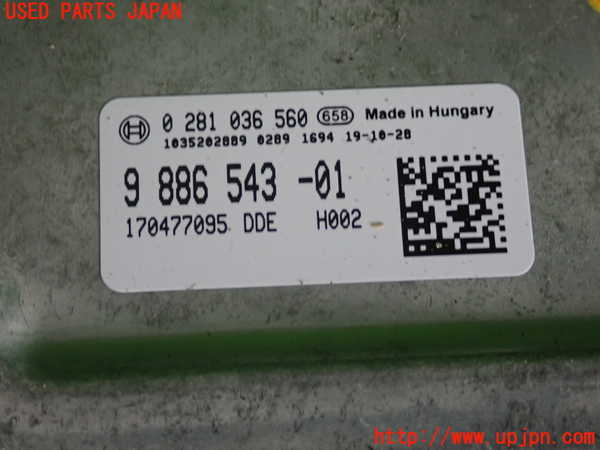 USED PARTS JAPAN
0 281 036 560 658 Made in Hungary
1035202889 0289 1694 19-10-28
9 886 543 -01
170477095 DDE H002
http://www.upjpn.com/